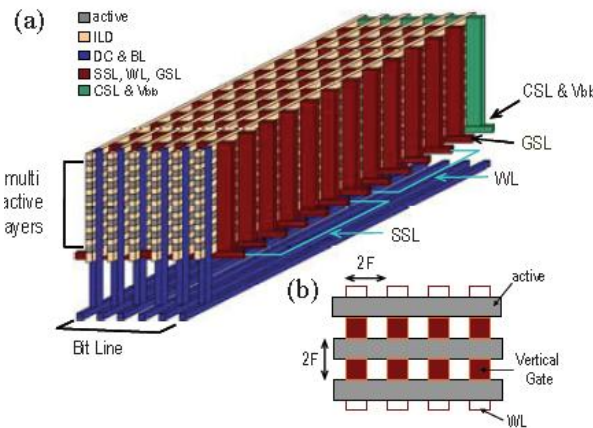 (a)
active
ILD
DC & BL
SSL, WL, GSL
CSL & Vbb
CSL & Vbb
GSL
WL
SSL
multi
active
ayers
Bit Line
(b)
2F
active
2F
Vertical
Gate
WL